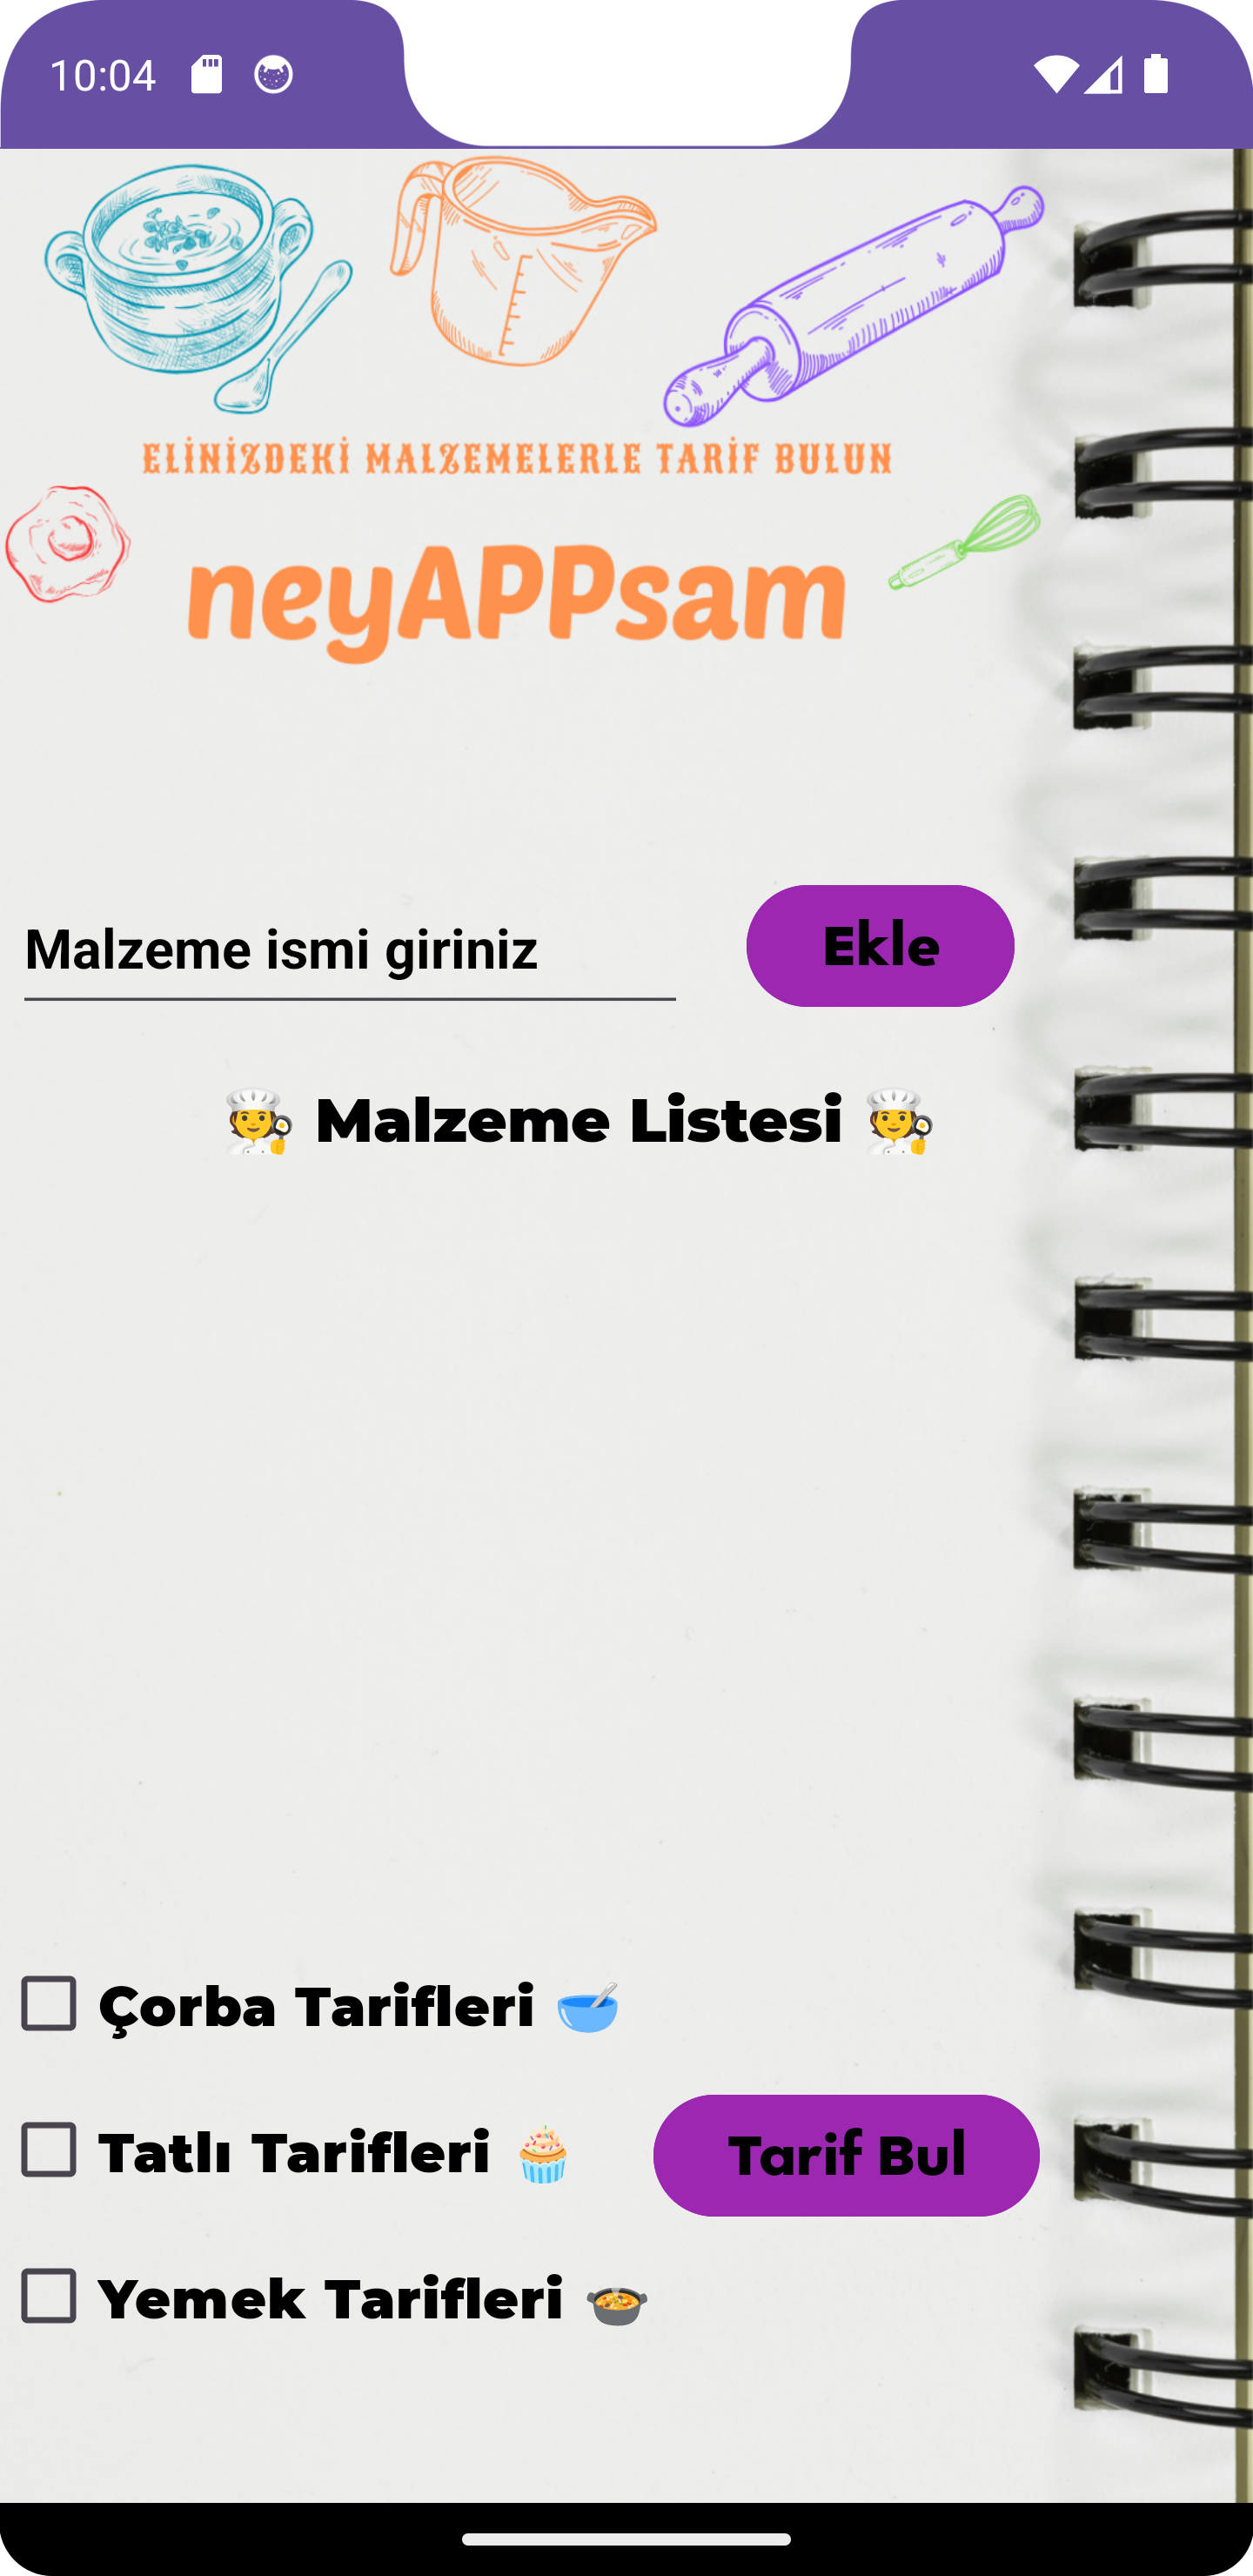 10:04
ELİNİZDEKİ MALZEMELERLE TARİF BULUN
neyAPPsam
Malzeme ismi giriniz
Ekle
🧑‍🍳 Malzeme Listesi 🧑‍🍳
Çorba Tarifleri 🥣
Tatlı Tarifleri 🧁
Tarif Bul
Yemek Tarifleri 🍲